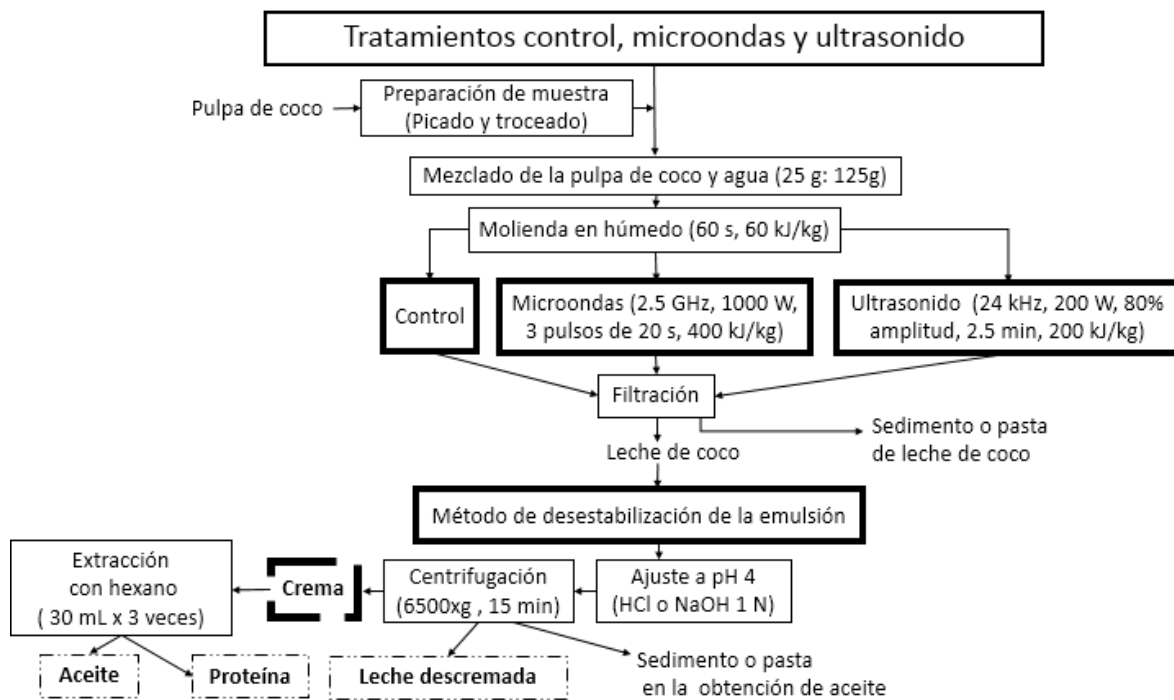 Tratamientos control, microondas y ultrasonido
Pulpa de coco
Preparación de muestra
(Picado y troceado)
Mezclado de la pulpa de coco y agua (25 g: 125g)
Molienda en húmedo (60 s, 60 kJ/kg)
Control
Microondas (2.5 GHz, 1000 W,
3 pulsos de 20 s, 400 kJ/kg)
Ultrasonido (24 kHz, 200 W, 80%
amplitud, 2.5 min, 200 kJ/kg)
Filtración
Sedimento o pasta
de leche de coco
Leche de coco
Método de desestabilización de la emulsión
Ajuste a pH 4
(HCl o NaOH 1 N)
Centrifugación
(6500xg , 15 min)
Crema
Extracción
con hexano
( 30 mL x 3 veces)
Aceite
Proteína
Leche descremada
Sedimento o pasta
en la obtención de aceite